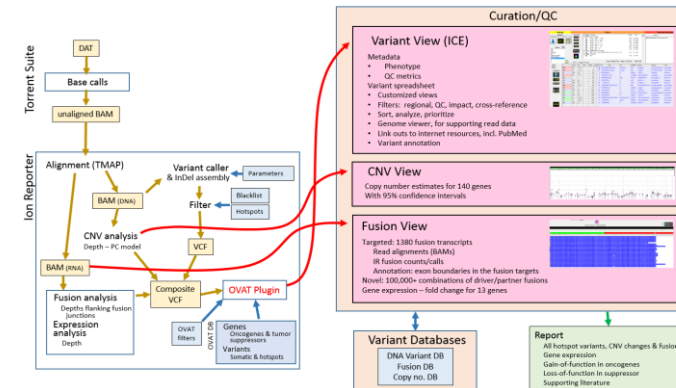 Torrent Suite
DAT
Base calls
unaligned BAM
Ion Reporter
Alignment (TMAP)
BAM (DNA)
CNV analysis
Depth – PC model
BAM (RNA)
Fusion analysis
Depths flanking fusion
junctions
Expression
analysis
Depth
Variant caller
& InDel assembly
Parameters
Filter
Blacklist
Hotspots
VCF
Composite
VCF
OVAT Plugin
OVAT
filters
OVAT DB
Genes
Oncogenes & tumor
suppressors
Variants
Somatic & hotspots
Curation/QC
Variant View (ICE)
Metadata
• Phenotype
• QC metrics
Variant spreadsheet
• Customized views
• Filters: regional, QC, impact, cross-reference
• Sort, analyze, prioritize
• Genome viewer, for supporting read data
• Link outs to internet resources, incl. PubMed
• Variant annotation
CNV View
Copy number estimates for 140 genes
With 95% confidence intervals
Fusion View
Targeted: 1380 fusion transcripts
Read alignments (BAMs)
IR fusion counts/calls
Annotation: exon boundaries in the fusion targets
Novel: 100,000+ combinations of driver/partner fusions
Gene expression – fold change for 13 genes
Variant Databases
DNA Variant DB
Fusion DB
Copy no. DB
Report
All hotspot variants, CNV changes & fusion
Gene expression
Gain-of-function in oncogenes
Loss-of-function in suppressor
Supporting literature